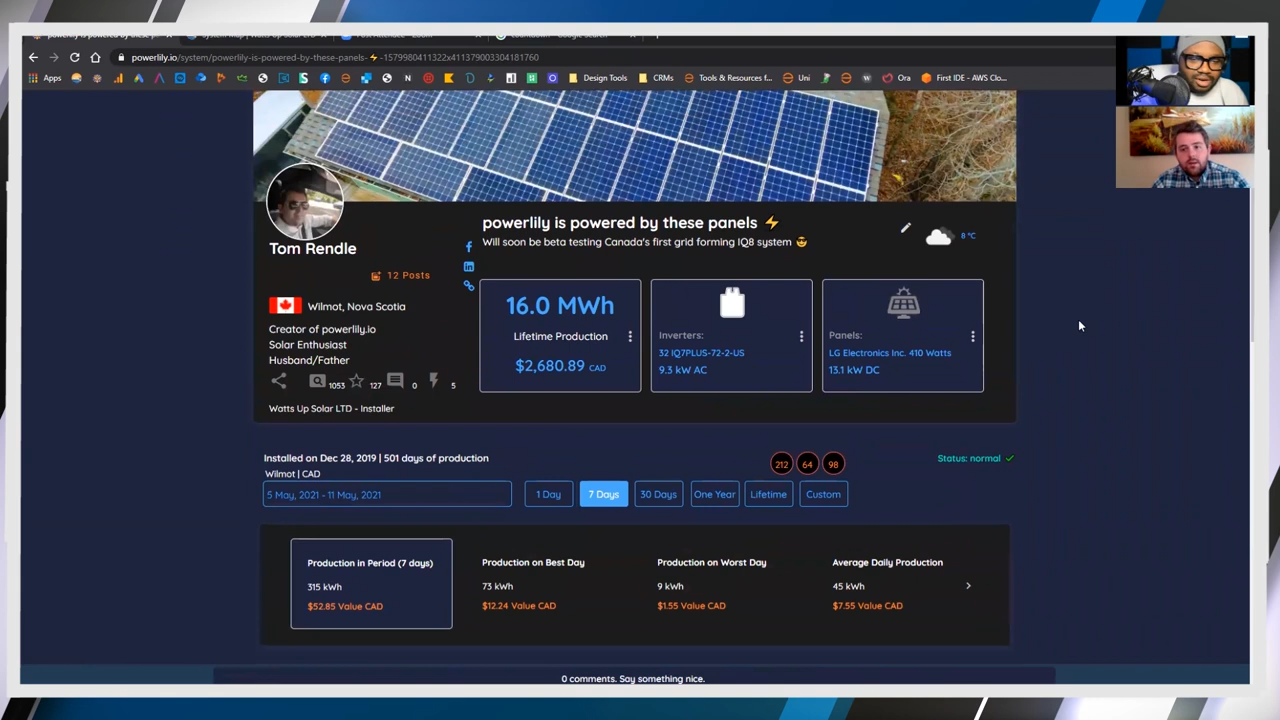 powerlily.io/system/powerlily-is-powered-by-these-panels-⚡-1579980411322x411379003304181760
Apps
Design Tools
CRMs
Tools & Resources f...
Uni
Ora
First IDE - AWS Clo...
powerlily is powered by these panels ⚡
Will soon be beta testing Canada's first grid forming IQ8 system 😎
8 °C
Tom Rendle
12 Posts
Wilmot, Nova Scotia
Creator of powerlily.io
Solar Enthusiast
Husband/Father
1053 127 0 5
Watts Up Solar LTD - Installer
16.0 MWh
Lifetime Production
$2,680.89 CAD
Inverters:
32 IQ7PLUS-72-2-US
9.3 kW AC
Panels:
LG Electronics Inc. 410 Watts
13.1 kW DC
Installed on Dec 28, 2019 | 501 days of production
212 64 98
Status: normal ✓
Wilmot | CAD
5 May, 2021 - 11 May, 2021
1 Day
7 Days
30 Days
One Year
Lifetime
Custom
Production in Period (7 days)
315 kWh
$52.85 Value CAD
Production on Best Day
73 kWh
$12.24 Value CAD
Production on Worst Day
9 kWh
$1.55 Value CAD
Average Daily Production
45 kWh
$7.55 Value CAD
0 comments. Say something nice.